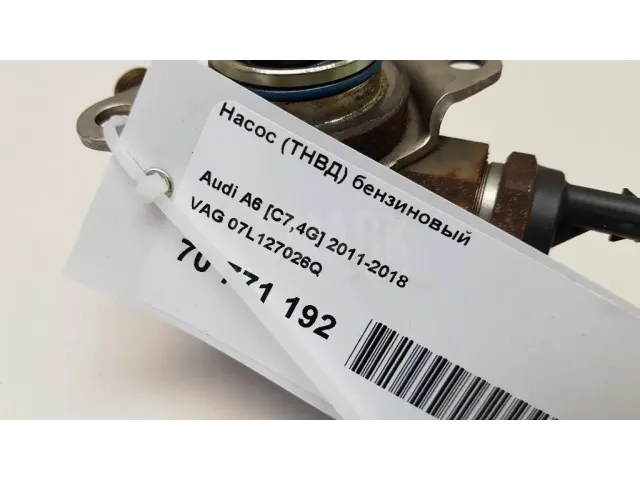 Насос (ТНВД) бензиновый
Audi A6 [C7,4G] 2011-2018
VAG 07L127026Q
192